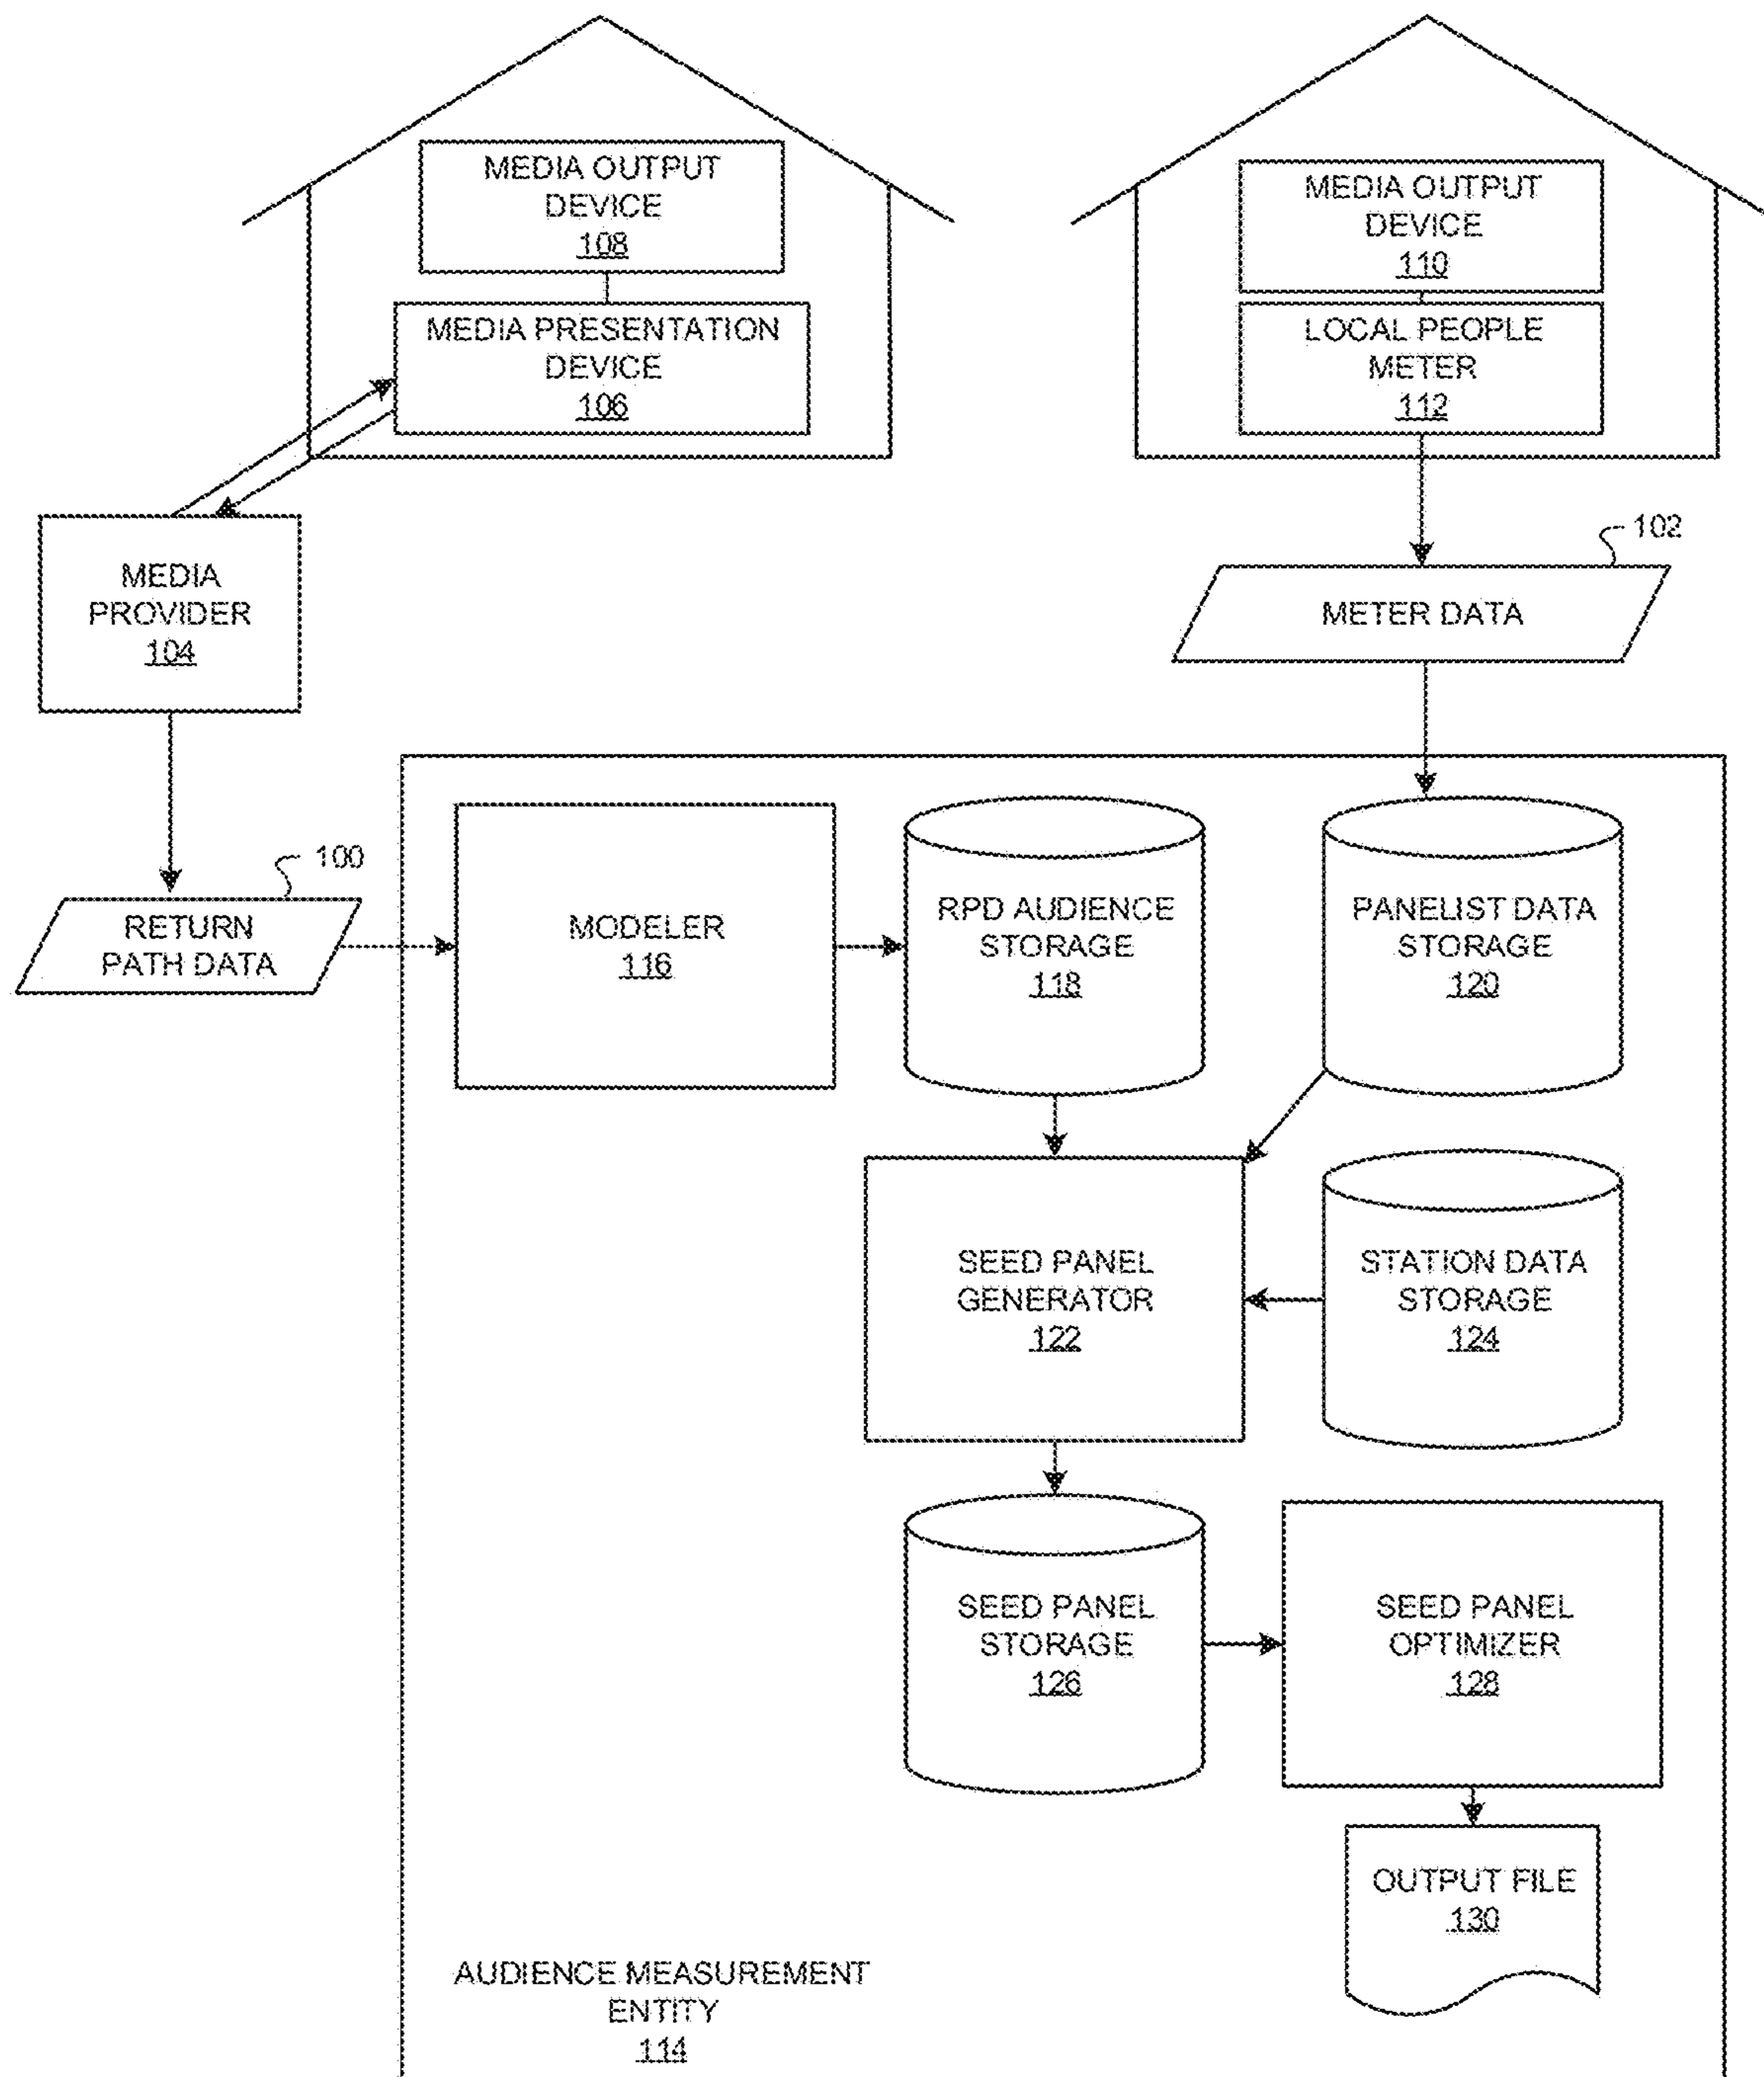 MEDIA OUTPUT
DEVICE
108
MEDIA PRESENTATION
DEVICE
106
MEDIA OUTPUT
DEVICE
110
LOCAL PEOPLE
METER
112
MEDIA
PROVIDER
104
102
METER DATA
100
RETURN
PATH DATA
MODELER
116
RPD AUDIENCE
STORAGE
118
PANELIST DATA
STORAGE
120
SEED PANEL
GENERATOR
122
STATION DATA
STORAGE
124
SEED PANEL
STORAGE
126
SEED PANEL
OPTIMIZER
128
OUTPUT FILE
130
AUDIENCE MEASUREMENT
ENTITY
114